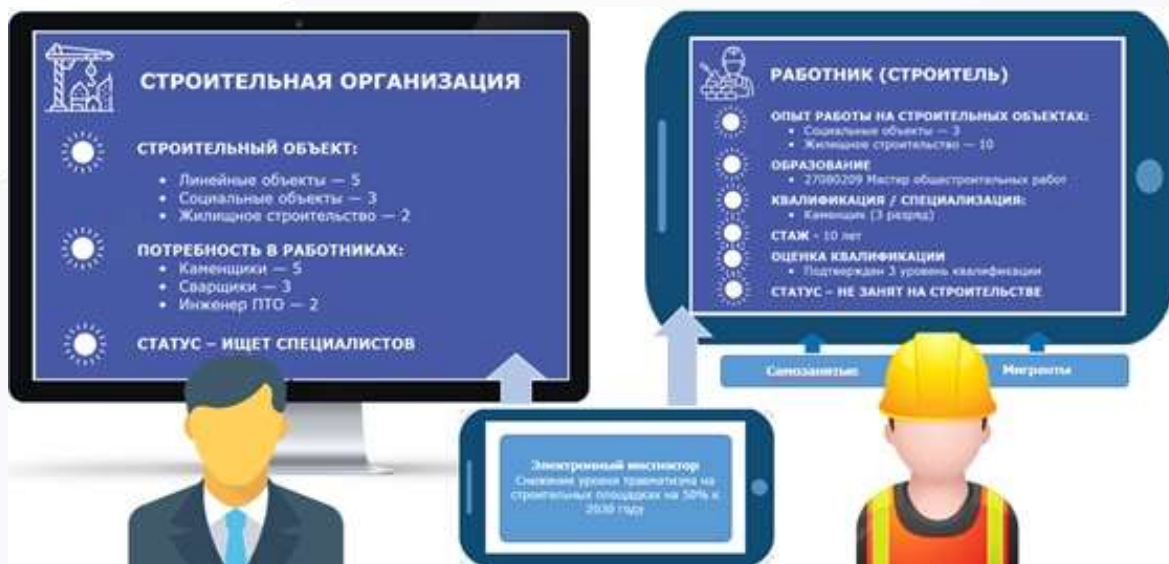 СТРОИТЕЛЬНАЯ ОРГАНИЗАЦИЯ
СТРОИТЕЛЬНЫЙ ОБЪЕКТ:
• Линейные объекты — 5
• Социальные объекты — 3
• Жилищное строительство — 2
ПОТРЕБНОСТЬ В РАБОТНИКАХ:
• Каменщики — 5
• Сварщики — 3
• Инженер ПТО — 2
СТАТУС – ИЩЕТ СПЕЦИАЛИСТОВ
РАБОТНИК (СТРОИТЕЛЬ)
ОПЫТ РАБОТЫ НА СТРОИТЕЛЬНЫХ ОБЪЕКТАХ:
• Социальные объекты — 3
• Жилищное строительство — 10
ОБРАЗОВАНИЕ
• 27080209 Мастер общестроительных работ
КВАЛИФИКАЦИЯ / СПЕЦИАЛИЗАЦИЯ:
• Каменщик (3 разряд)
СТАЖ – 10 лет
ОЦЕНКА КВАЛИФИКАЦИИ
• Подтвержден 3 уровень квалификации
СТАТУС – НЕ ЗАНЯТ НА СТРОИТЕЛЬСТВЕ
Самозанятые
Мигранты
Электронный инспектор
Снижение уровня травматизма на
строительных площадках на 50% к
2030 году